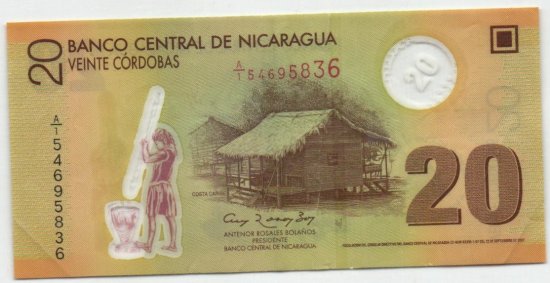 20
BANCO CENTRAL DE NICARAGUA
VEINTE CÓRDOBAS
A/1 54695836
20
A/1 54695836
COSTA CARIBE
20
ANTENOR ROSALES BOLAÑOS
PRESIDENTE
BANCO CENTRAL DE NICARAGUA